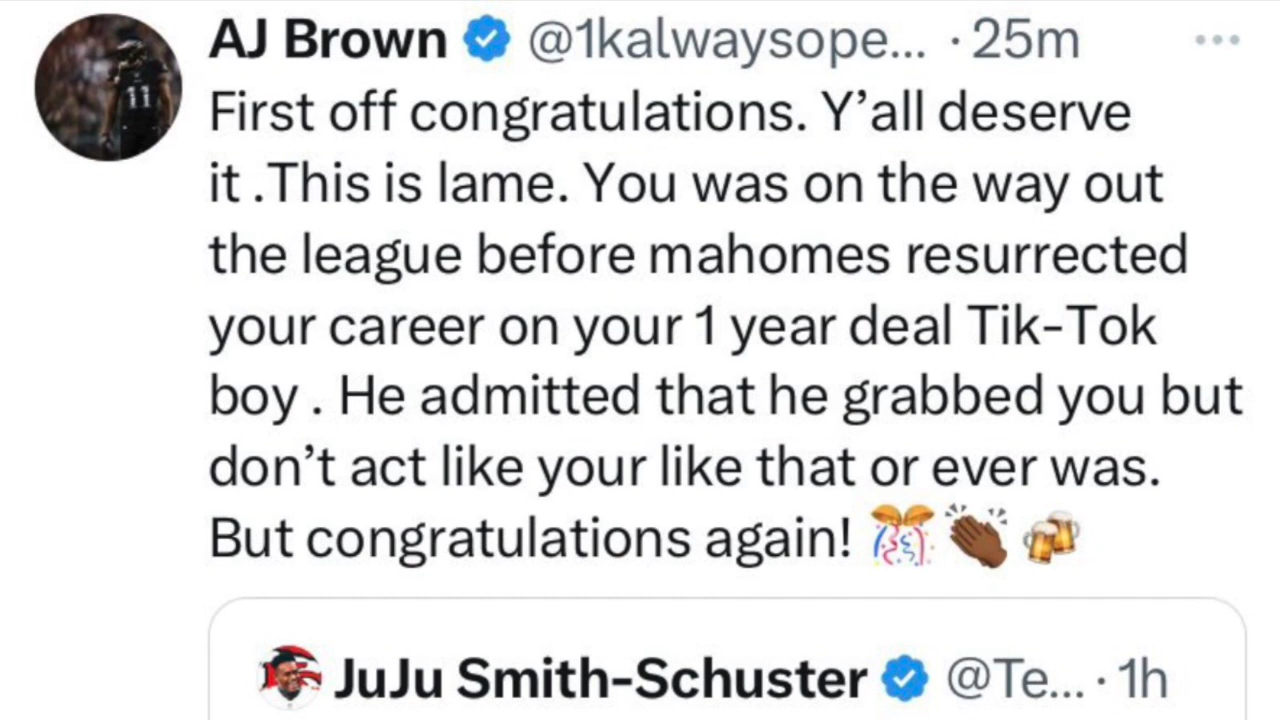 AJ Brown @1kalwaysope... · 25m
First off congratulations. Y’all deserve
it .This is lame. You was on the way out
the league before mahomes resurrected
your career on your 1 year deal Tik-Tok
boy . He admitted that he grabbed you but
don’t act like your like that or ever was.
But congratulations again! 🎊👏🏾🍻
JuJu Smith-Schuster @Te... · 1h